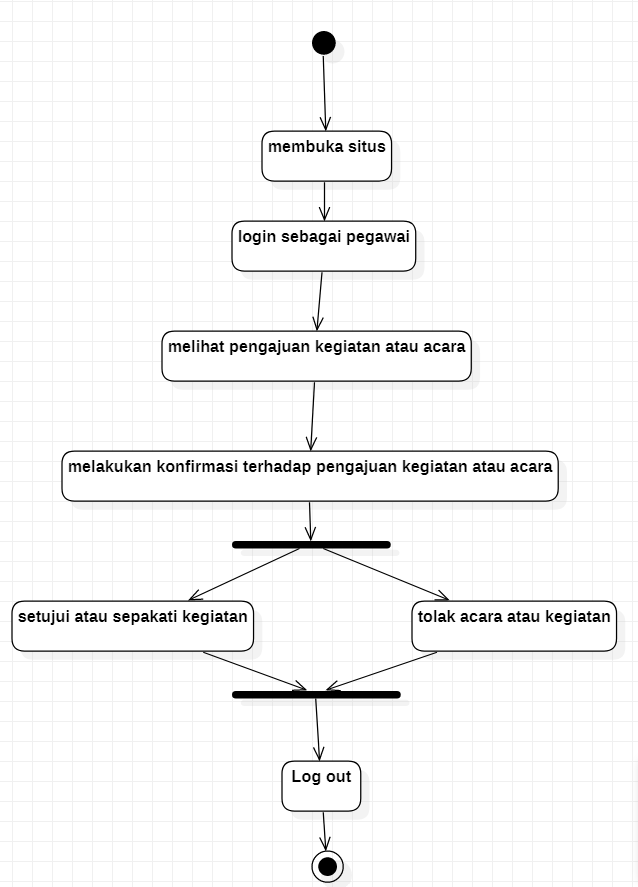 membuka situs
login sebagai pegawai
melihat pengajuan kegiatan atau acara
melakukan konfirmasi terhadap pengajuan kegiatan atau acara
setujui atau sepakati kegiatan
tolak acara atau kegiatan
Log out